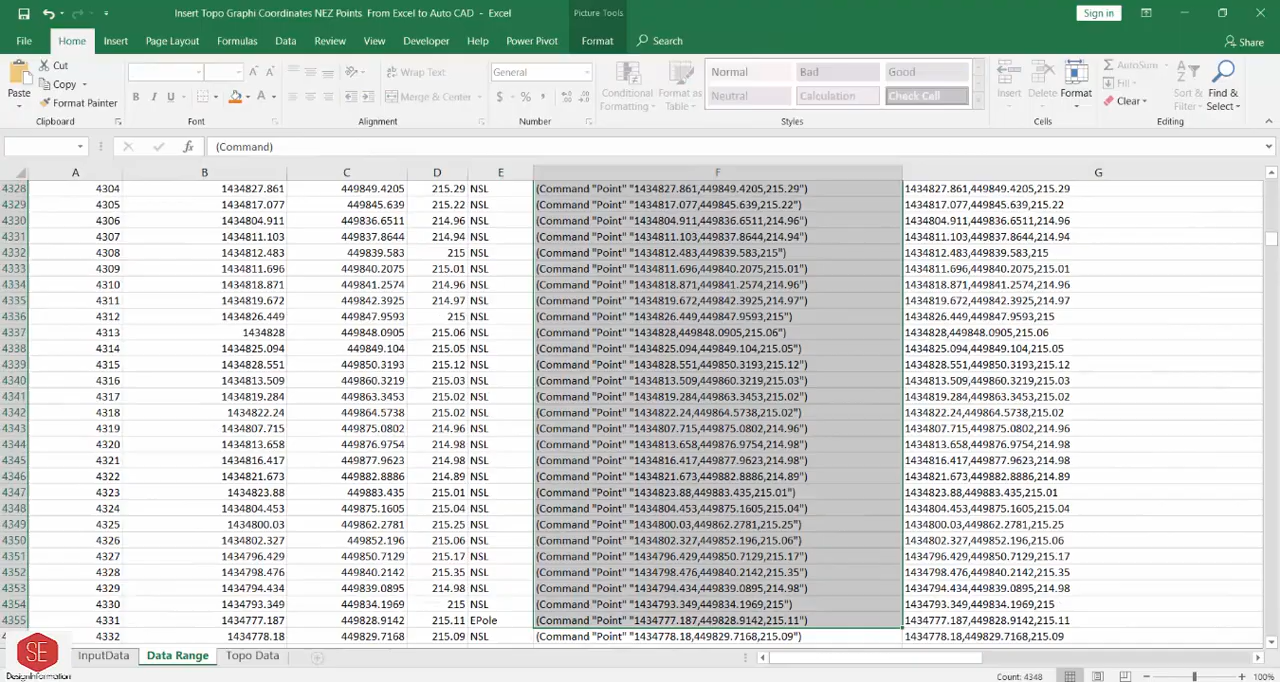 Insert Topo Graphi Coordinates NEZ Points  From Excel to Auto CAD  -  Excel
Picture Tools
Sign in
File Home Insert Page Layout Formulas Data Review View Developer Help Power Pivot Format Search Share
Paste Cut Copy Format Painter Clipboard
B I U A Font
Wrap Text Merge & Center Alignment
General $ % Number
Conditional Formatting Format as Table
Normal Bad Good
Neutral Calculation Check Cell
Styles
Insert Delete Format Cells
AutoSum Fill Clear Sort & Filter Find & Select Editing
fx (Command)
A B C D E F G
4328 4304 1434827.861 449849.4205 215.29 NSL (Command "Point" "1434827.861,449849.4205,215.29") 1434827.861,449849.4205,215.29
4329 4305 1434817.077 449845.639 215.22 NSL (Command "Point" "1434817.077,449845.639,215.22") 1434817.077,449845.639,215.22
4330 4306 1434804.911 449836.6511 214.96 NSL (Command "Point" "1434804.911,449836.6511,214.96") 1434804.911,449836.6511,214.96
4331 4307 1434811.103 449837.8644 214.94 NSL (Command "Point" "1434811.103,449837.8644,214.94") 1434811.103,449837.8644,214.94
4332 4308 1434812.483 449839.583 215 NSL (Command "Point" "1434812.483,449839.583,215") 1434812.483,449839.583,215
4333 4309 1434811.696 449840.2075 215.01 NSL (Command "Point" "1434811.696,449840.2075,215.01") 1434811.696,449840.2075,215.01
4334 4310 1434818.871 449841.2574 214.96 NSL (Command "Point" "1434818.871,449841.2574,214.96") 1434818.871,449841.2574,214.96
4335 4311 1434819.672 449842.3925 214.97 NSL (Command "Point" "1434819.672,449842.3925,214.97") 1434819.672,449842.3925,214.97
4336 4312 1434826.449 449847.9593 215 NSL (Command "Point" "1434826.449,449847.9593,215") 1434826.449,449847.9593,215
4337 4313 1434828 449848.0905 215.06 NSL (Command "Point" "1434828,449848.0905,215.06") 1434828,449848.0905,215.06
4338 4314 1434825.094 449849.104 215.05 NSL (Command "Point" "1434825.094,449849.104,215.05") 1434825.094,449849.104,215.05
4339 4315 1434828.551 449850.3193 215.12 NSL (Command "Point" "1434828.551,449850.3193,215.12") 1434828.551,449850.3193,215.12
4340 4316 1434813.509 449860.3219 215.03 NSL (Command "Point" "1434813.509,449860.3219,215.03") 1434813.509,449860.3219,215.03
4341 4317 1434819.284 449863.3453 215.02 NSL (Command "Point" "1434819.284,449863.3453,215.02") 1434819.284,449863.3453,215.02
4342 4318 1434822.24 449864.5738 215.02 NSL (Command "Point" "1434822.24,449864.5738,215.02") 1434822.24,449864.5738,215.02
4343 4319 1434807.715 449875.0802 214.96 NSL (Command "Point" "1434807.715,449875.0802,214.96") 1434807.715,449875.0802,214.96
4344 4320 1434813.658 449876.9754 214.98 NSL (Command "Point" "1434813.658,449876.9754,214.98") 1434813.658,449876.9754,214.98
4345 4321 1434816.417 449877.9623 214.98 NSL (Command "Point" "1434816.417,449877.9623,214.98") 1434816.417,449877.9623,214.98
4346 4322 1434821.673 449882.8886 214.89 NSL (Command "Point" "1434821.673,449882.8886,214.89") 1434821.673,449882.8886,214.89
4347 4323 1434823.88 449883.435 215.01 NSL (Command "Point" "1434823.88,449883.435,215.01") 1434823.88,449883.435,215.01
4348 4324 1434804.453 449875.1605 215.04 NSL (Command "Point" "1434804.453,449875.1605,215.04") 1434804.453,449875.1605,215.04
4349 4325 1434800.03 449862.2781 215.25 NSL (Command "Point" "1434800.03,449862.2781,215.25") 1434800.03,449862.2781,215.25
4350 4326 1434802.327 449852.196 215.06 NSL (Command "Point" "1434802.327,449852.196,215.06") 1434802.327,449852.196,215.06
4351 4327 1434796.429 449850.7129 215.17 NSL (Command "Point" "1434796.429,449850.7129,215.17") 1434796.429,449850.7129,215.17
4352 4328 1434798.476 449840.2142 215.35 NSL (Command "Point" "1434798.476,449840.2142,215.35") 1434798.476,449840.2142,215.35
4353 4329 1434794.434 449839.0895 214.98 NSL (Command "Point" "1434794.434,449839.0895,214.98") 1434794.434,449839.0895,214.98
4354 4330 1434793.349 449834.1969 215 NSL (Command "Point" "1434793.349,449834.1969,215") 1434793.349,449834.1969,215
4355 4331 1434777.187 449828.9142 215.11 EPole (Command "Point" "1434777.187,449828.9142,215.11") 1434777.187,449828.9142,215.11
4332 1434778.18 449829.7168 215.09 NSL (Command "Point" "1434778.18,449829.7168,215.09") 1434778.18,449829.7168,215.09
SE
DesignInformation
InputData Data Range Topo Data
Count: 4348 100%